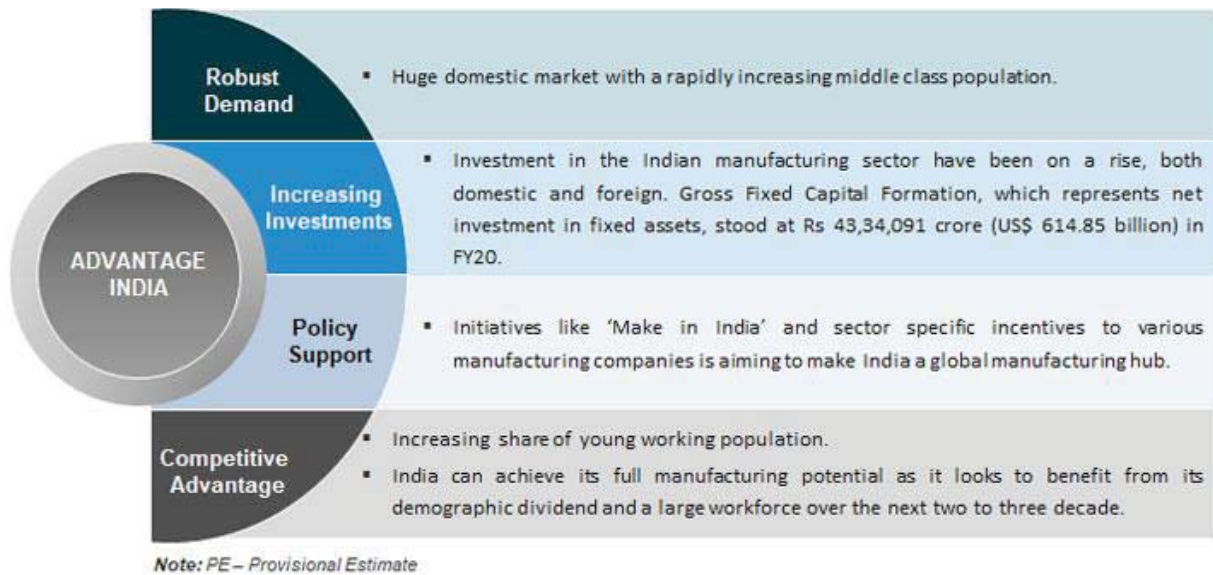 ADVANTAGE
INDIA
Robust
Demand
▪ Huge domestic market with a rapidly increasing middle class population.
Increasing
Investments
▪ Investment in the Indian manufacturing sector have been on a rise, both
domestic and foreign. Gross Fixed Capital Formation, which represents net
investment in fixed assets, stood at Rs 43,34,091 crore (US$ 614.85 billion) in
FY20.
Policy
Support
▪ Initiatives like ‘Make in India’ and sector specific incentives to various
manufacturing companies is aiming to make India a global manufacturing hub.
Competitive
Advantage
▪ Increasing share of young working population.
▪ India can achieve its full manufacturing potential as it looks to benefit from its
demographic dividend and a large workforce over the next two to three decade.
Note: PE – Provisional Estimate